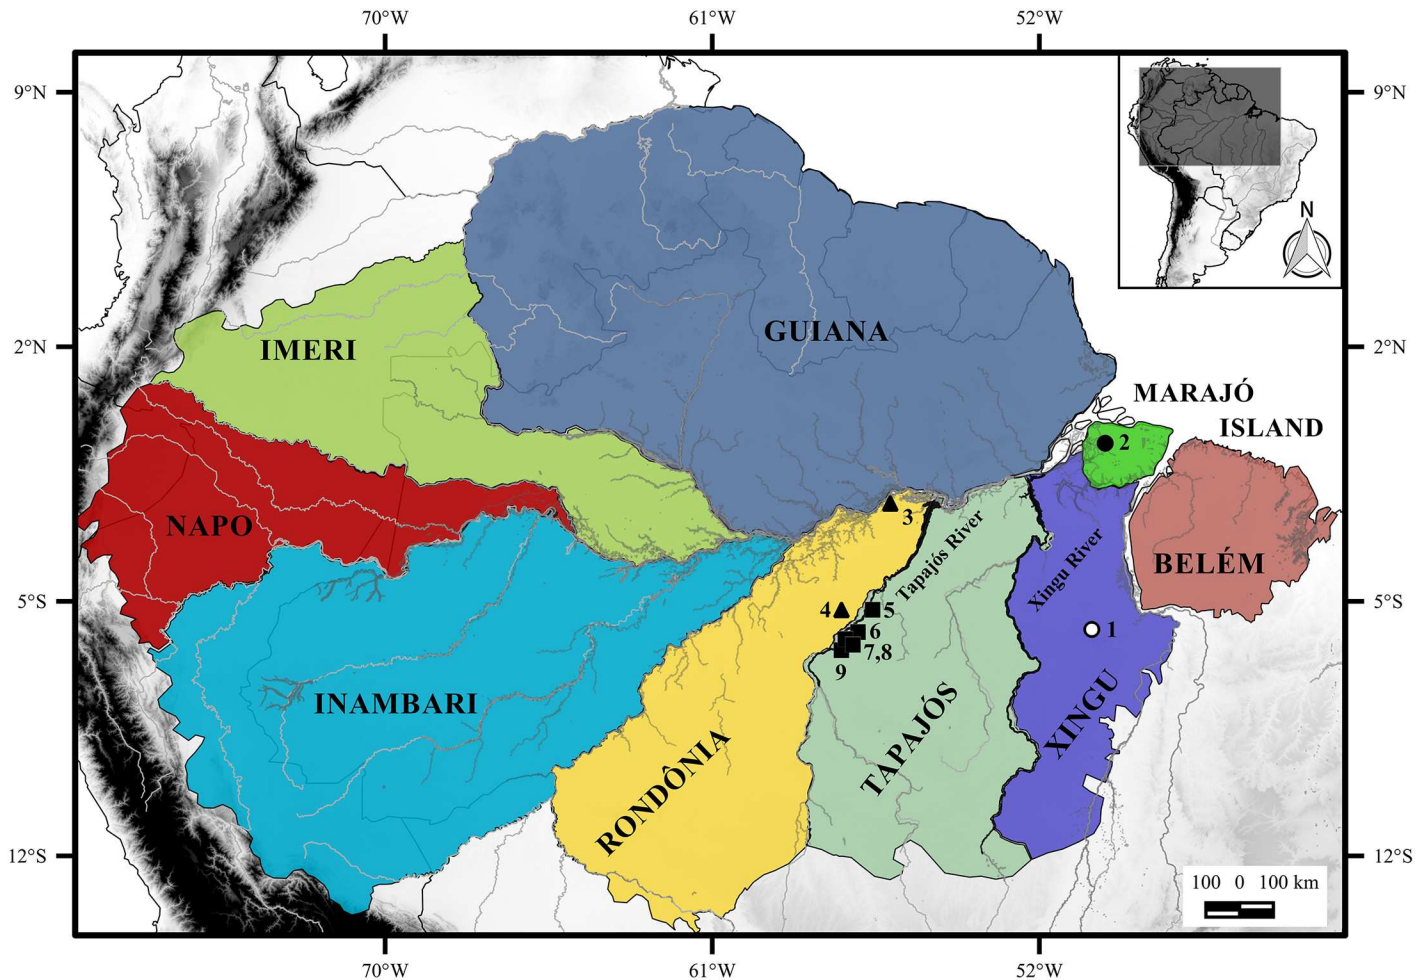 70°W 61°W 52°W
9°N 9°N
N
GUIANA
IMERI
2°N 2°N
MARAJÓ
ISLAND
2
NAPO
3
Tapajós River
Xingu River
BELÉM
5°S 5°S
4 5
6
7,8
9
1
INAMBARI
RONDÔNIA
TAPAJÓS
XINGU
12°S 12°S
100 0 100 km
70°W 61°W 52°W